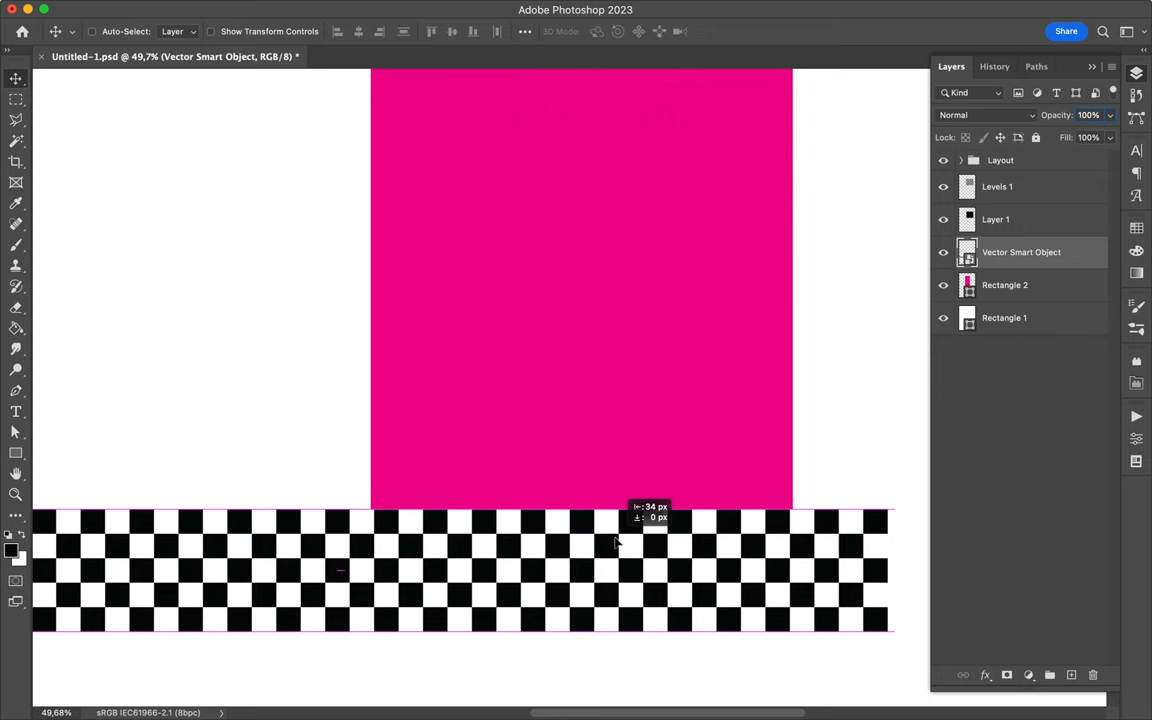 Adobe Photoshop 2023
Auto-Select: Layer Show Transform Controls ••• 3D Mode: Share
Untitled-1.psd @ 49,7% (Vector Smart Object, RGB/8) *
Layers History Paths
Kind
Normal Opacity: 100%
Lock: Fill: 100%
Layout
Levels 1
Layer 1
Vector Smart Object
Rectangle 2
Rectangle 1
34 px
0 px
49,68% sRGB IEC61966-2.1 (8bpc)